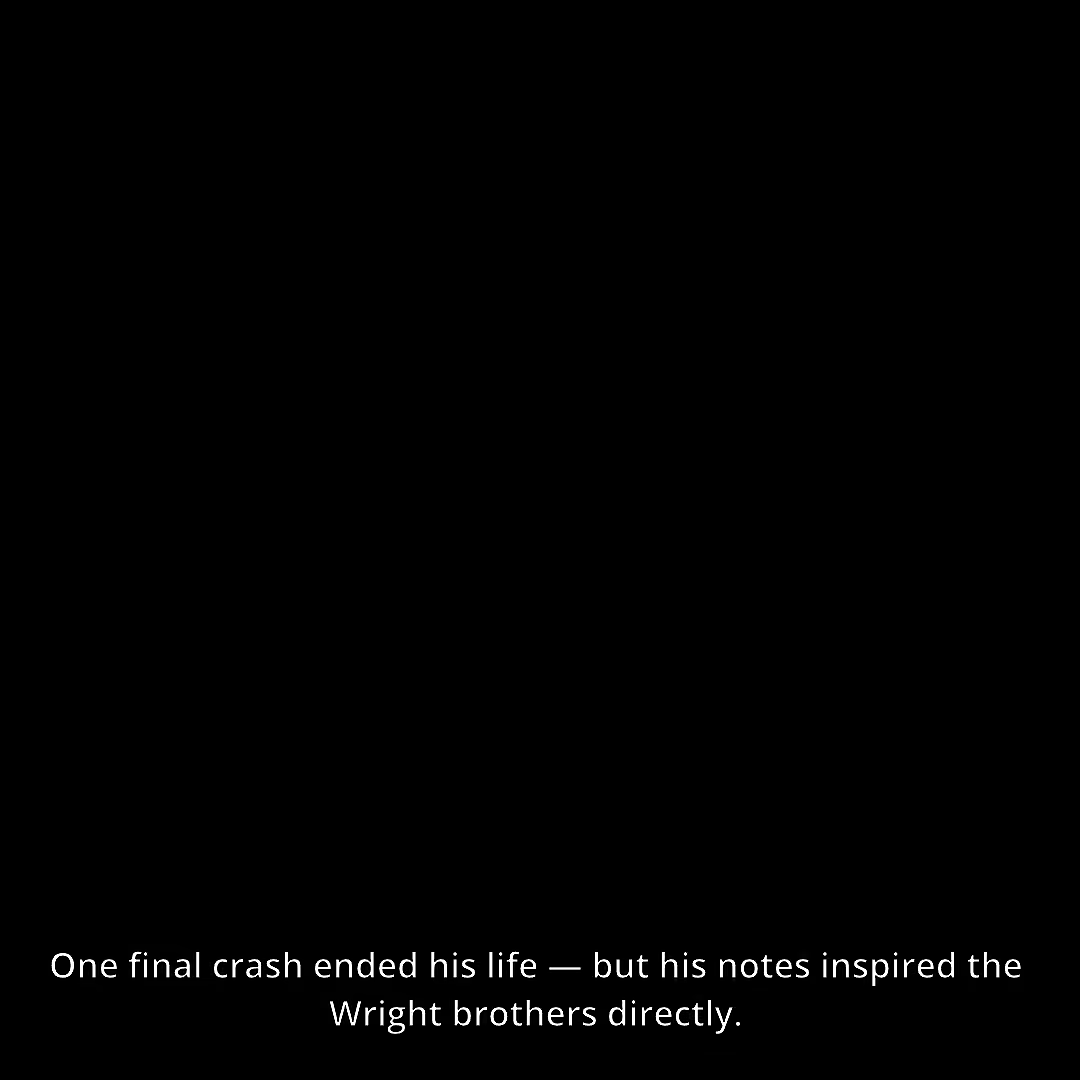 One final crash ended his life — but his notes inspired the
Wright brothers directly.